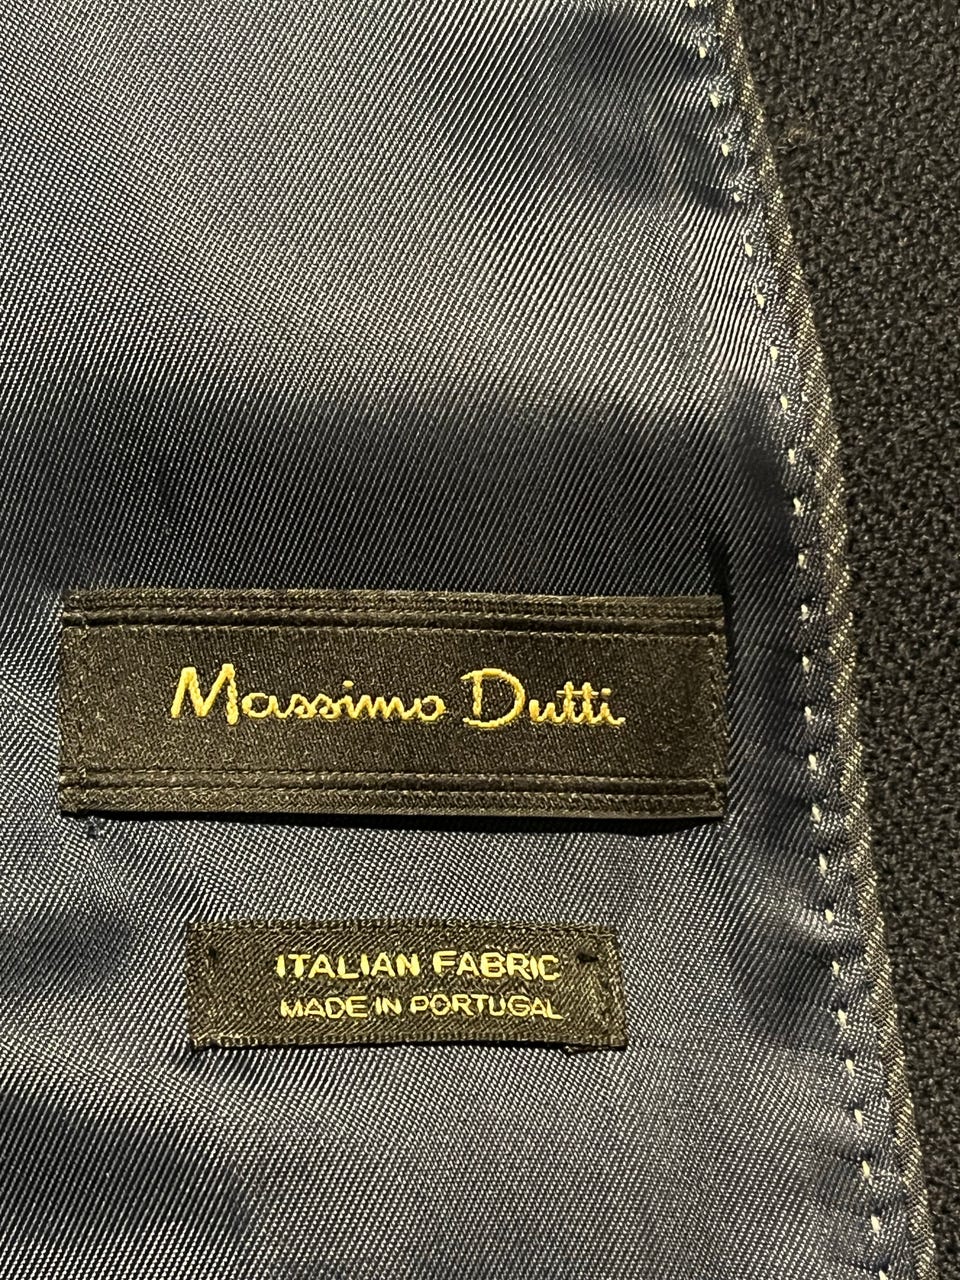 Massimo Dutti
ITALIAN FABRIC
MADE IN PORTUGAL